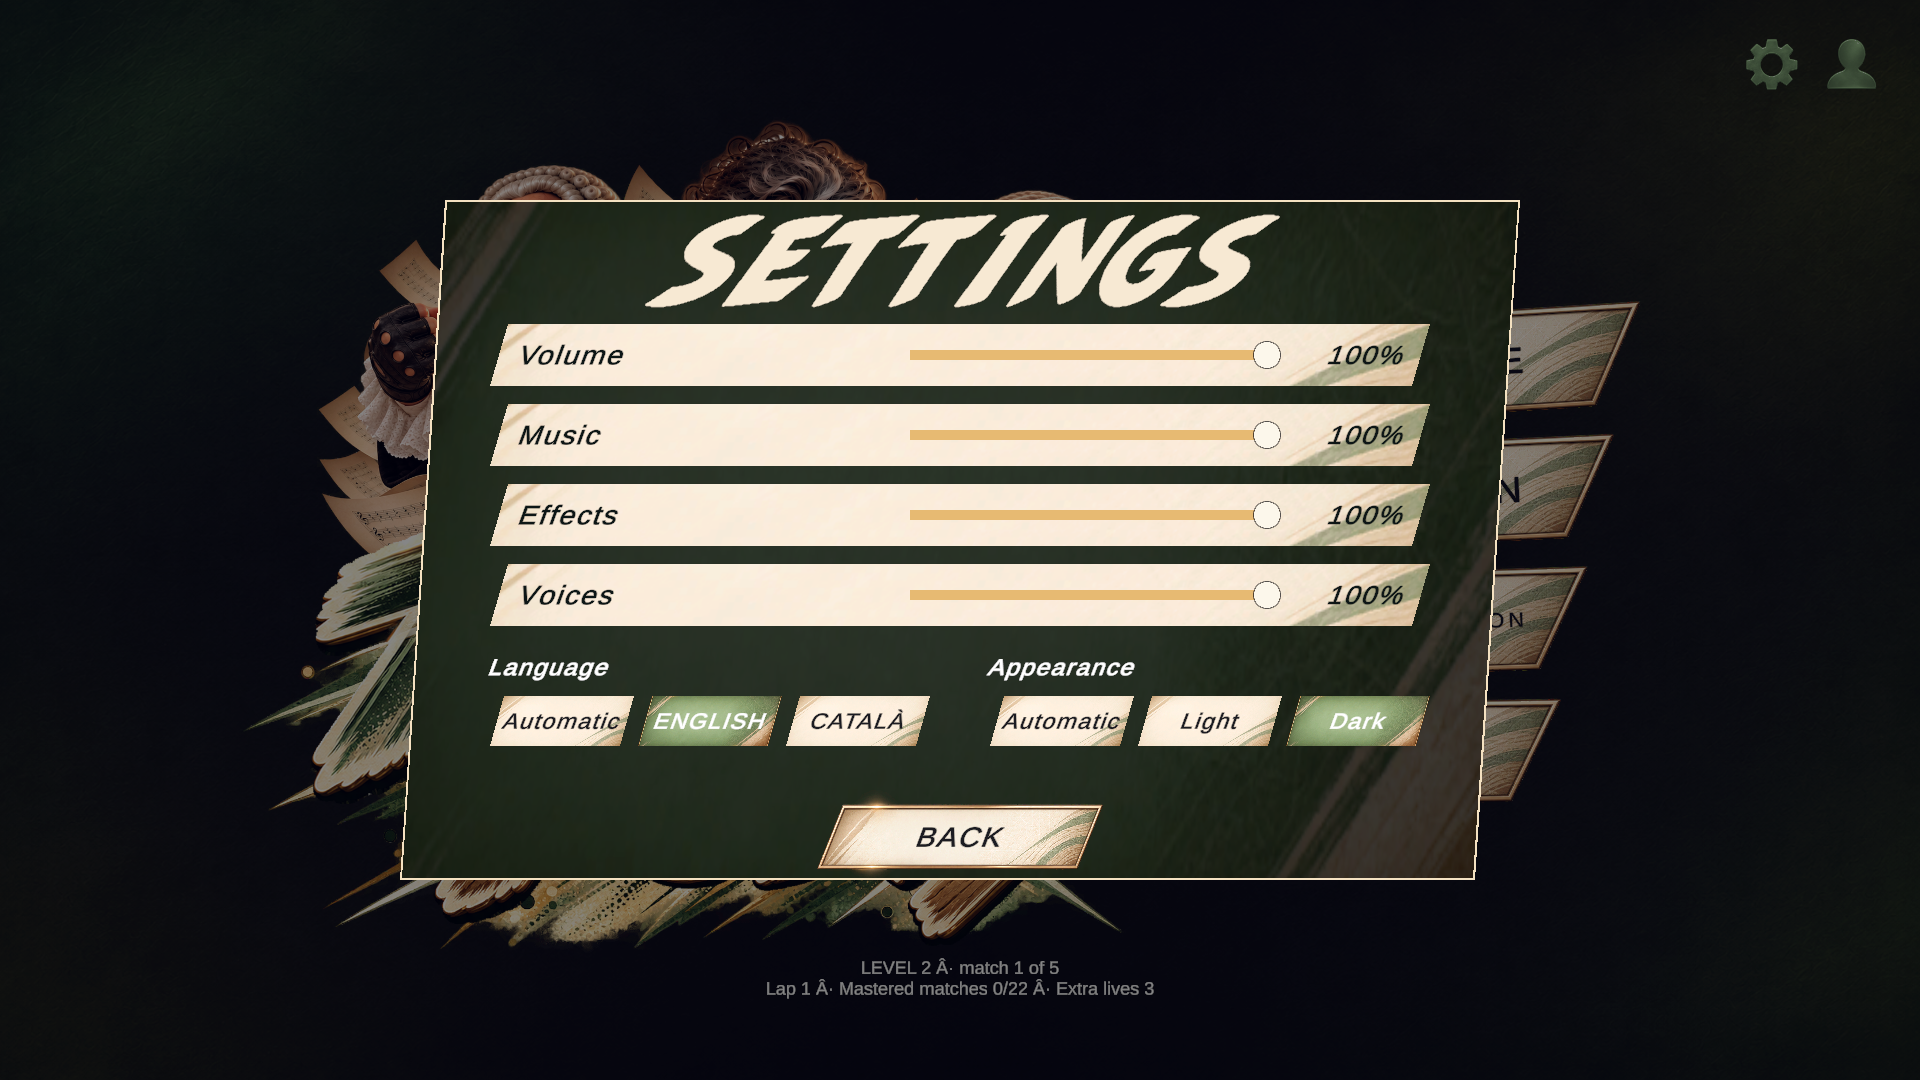 SETTINGS
Volume 100%
Music 100%
Effects 100%
Voices 100%
Language
Appearance
Automatic ENGLISH CATALÀ
Automatic Light Dark
BACK
LEVEL 2 Â· match 1 of 5
Lap 1 Â· Mastered matches 0/22 Â· Extra lives 3